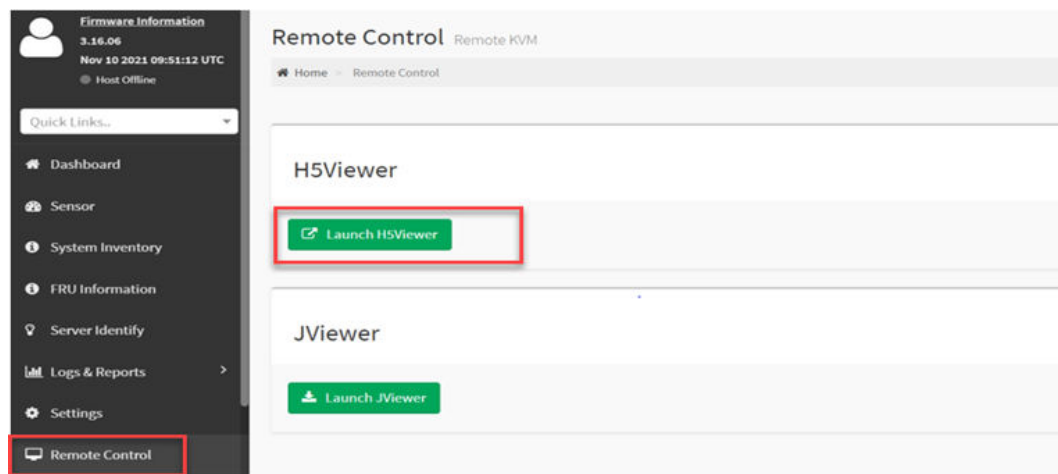 Firmware Information
3.16.06
Nov 10 2021 09:51:12 UTC
Host Offline
Quick Links..
Dashboard
Sensor
System Inventory
FRU Information
Server Identify
Logs & Reports
Settings
Remote Control
Remote Control Remote KVM
Home > Remote Control
H5Viewer
Launch H5Viewer
JViewer
Launch JViewer